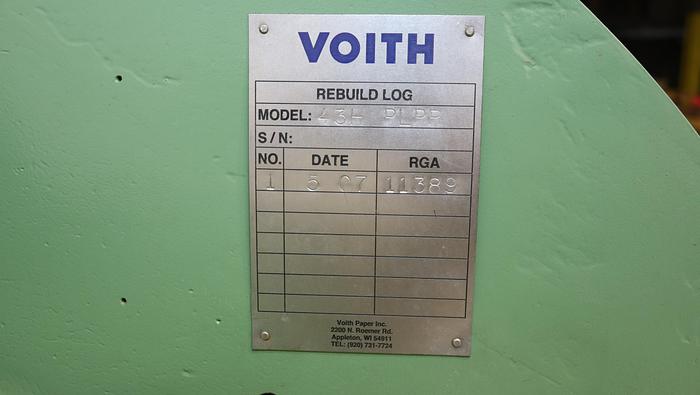 VOITH
REBUILD LOG
MODEL: 43H PLPR
S/N:
NO. DATE RGA
1 5 07 11389
Voith Paper Inc.
2200 N. Roemer Rd.
Appleton, WI 54911
TEL: (920) 731-7724